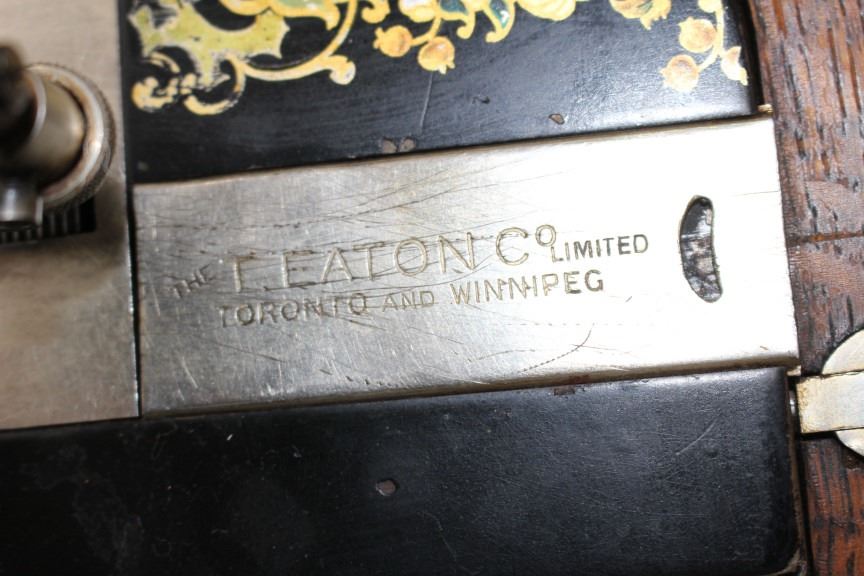 THE T. EATON Co LIMITED
TORONTO AND WINNIPEG